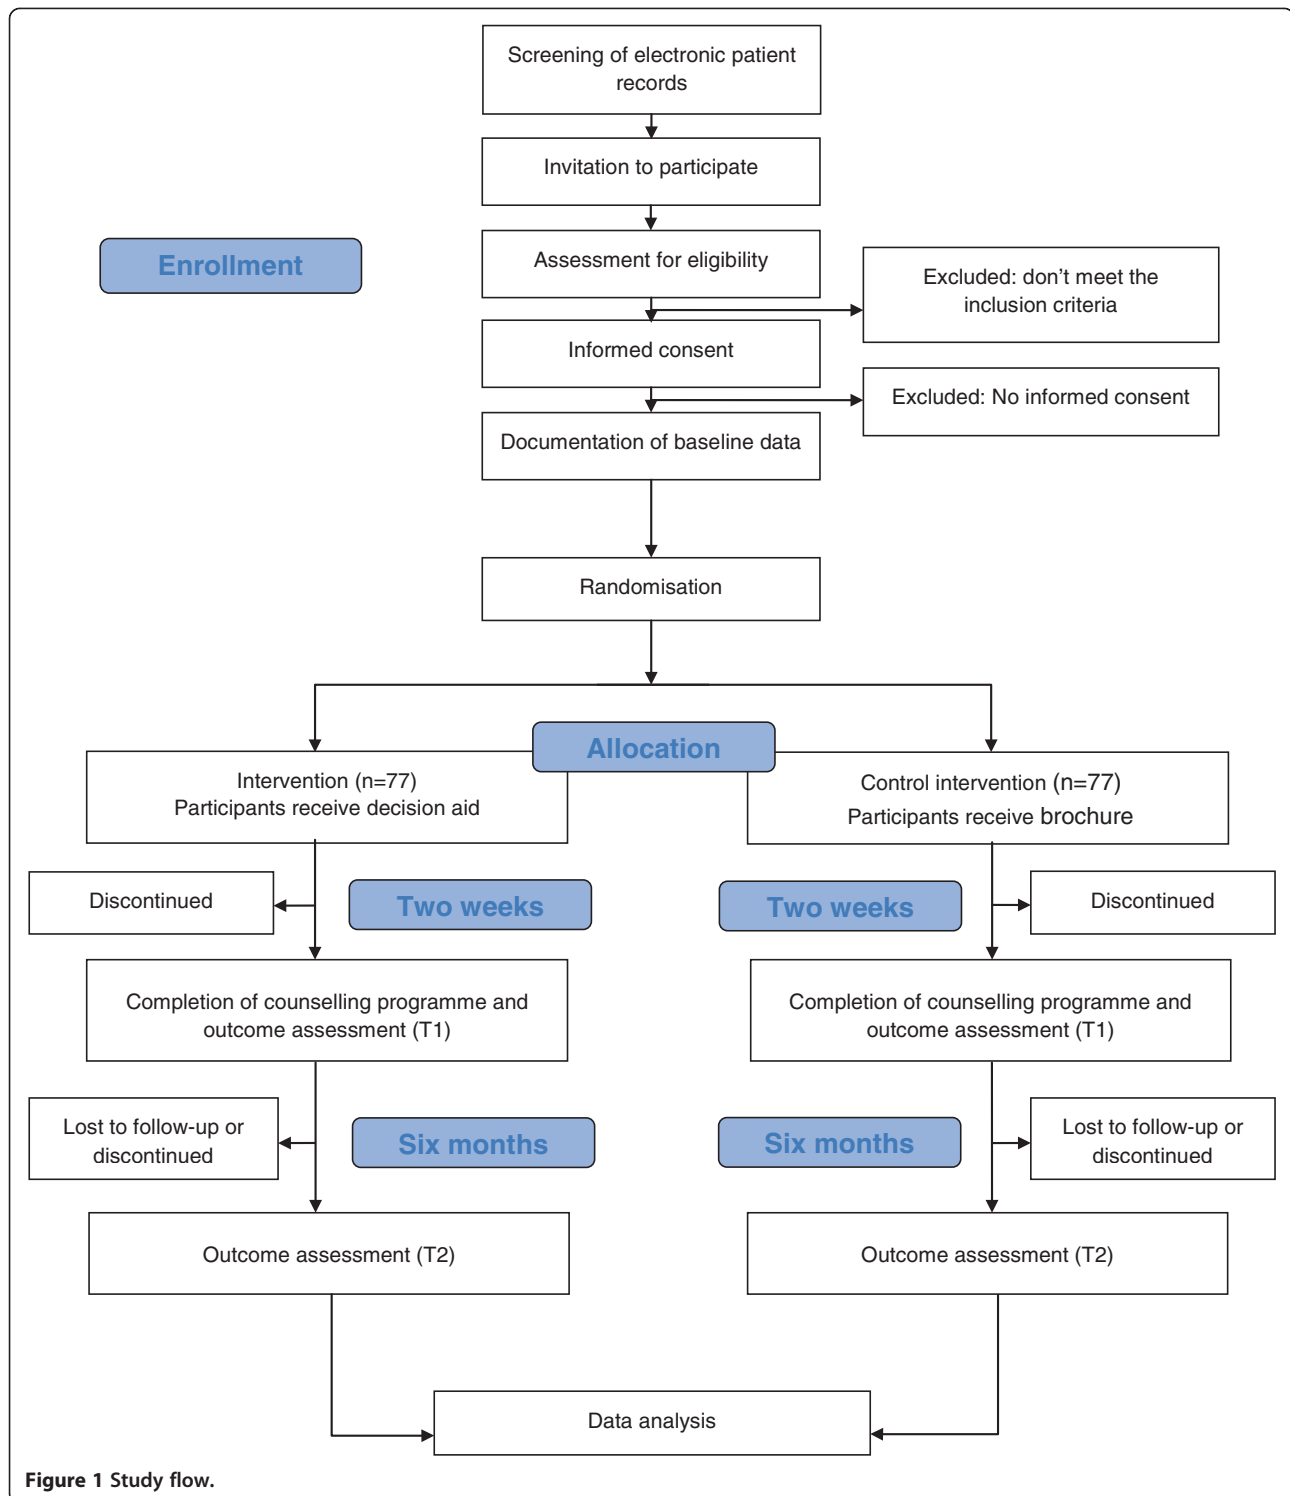 Screening of electronic patient
records
Invitation to participate
Enrollment
Assessment for eligibility
Excluded: don't meet the
inclusion criteria
Informed consent
Excluded: No informed consent
Documentation of baseline data
Randomisation
Allocation
Intervention (n=77)
Participants receive decision aid
Control intervention (n=77)
Participants receive brochure
Discontinued
Two weeks
Two weeks
Discontinued
Completion of counselling programme and
outcome assessment (T1)
Completion of counselling programme and
outcome assessment (T1)
Lost to follow-up or
discontinued
Six months
Six months
Lost to follow-up or
discontinued
Outcome assessment (T2)
Outcome assessment (T2)
Data analysis
Figure 1 Study flow.